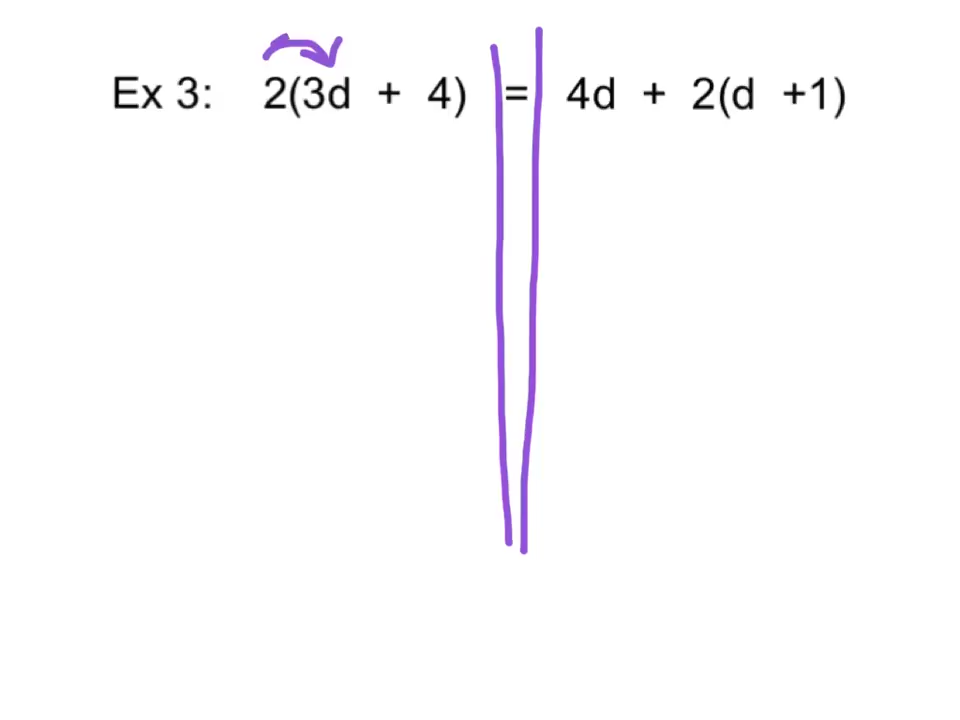 Ex 3: 2(3d + 4) = 4d + 2(d +1)